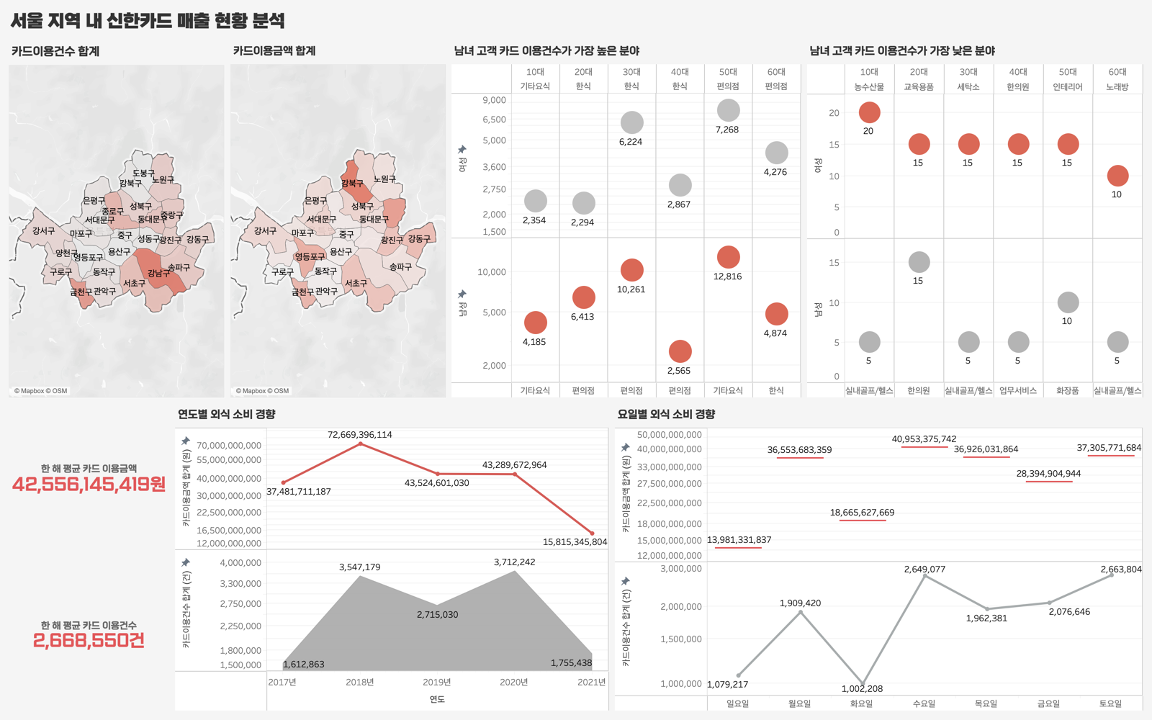 서울 지역 내 신한카드 매출 현황 분석
카드이용건수 합계
도봉구
강북구
노원구
은평구
종로구
성북구
서대문구
동대문구
중랑구
강서구
마포구
중구
성동구
광진구
강동구
양천구
영등포구
용산구
구로구
동작구
강남구
송파구
서초구
금천구
관악구
© Mapbox © OSM
카드이용금액 합계
강북구
노원구
은평구
성북구
서대문구
동대문구
강서구
마포구
중구
광진구
강동구
영등포구
용산구
구로구
동작구
송파구
서초구
금천구
관악구
© Mapbox © OSM
남녀 고객 카드 이용건수가 가장 높은 분야
10대 20대 30대 40대 50대 60대
기타요식 한식 한식 한식 편의점 편의점
여성
9,000
6,500
5,000
3,600
2,750
2,000
1,500
2,354
2,294
6,224
2,867
7,268
4,276
남성
10,000
5,000
2,000
4,185
6,413
10,261
2,565
12,816
4,874
기타요식 편의점 편의점 편의점 기타요식 한식
남녀 고객 카드 이용건수가 가장 낮은 분야
10대 20대 30대 40대 50대 60대
농수산물 교육용품 세탁소 한의원 인테리어 노래방
여성
20
15
10
5
0
20
15
15
15
15
10
남성
15
10
5
0
5
15
5
5
10
5
실내골프/헬스 한의원 실내골프/헬스 업무서비스 화장품 실내골프/헬스
한 해 평균 카드 이용금액
42,556,145,419원
한 해 평균 카드 이용건수
2,668,550건
연도별 외식 소비 경향
카드이용금액 합계 (원)
70,000,000,000
55,000,000,000
40,000,000,000
30,000,000,000
22,500,000,000
16,500,000,000
12,000,000,000
37,481,711,187
72,669,396,114
43,524,601,030
43,289,672,964
15,815,345,804
카드이용건수 합계 (건)
4,000,000
3,300,000
2,750,000
2,250,000
1,800,000
1,500,000
1,612,863
3,547,179
2,715,030
3,712,242
1,755,438
2017년 2018년 2019년 2020년 2021년
연도
요일별 외식 소비 경향
카드이용금액 합계 (원)
50,000,000,000
40,000,000,000
33,000,000,000
27,500,000,000
22,500,000,000
18,000,000,000
15,000,000,000
12,000,000,000
13,981,331,837
36,553,683,359
18,665,627,669
40,953,375,742
36,926,031,864
28,394,904,944
37,305,771,684
카드이용건수 합계 (건)
3,000,000
2,000,000
1,500,000
1,000,000
1,079,217
1,909,420
1,002,208
2,649,077
1,962,381
2,076,646
2,663,804
일요일 월요일 화요일 수요일 목요일 금요일 토요일